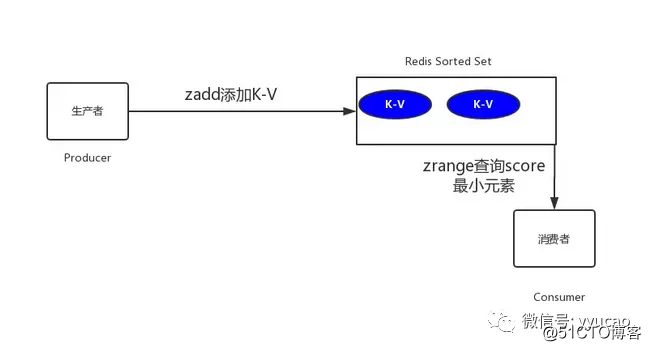 Redis Sorted Set
生产者
zadd添加K-V
K-V
K-V
Producer
zrange查询score
最小元素
消费者
Consumer
微信号: yyucao
@51CTO博客